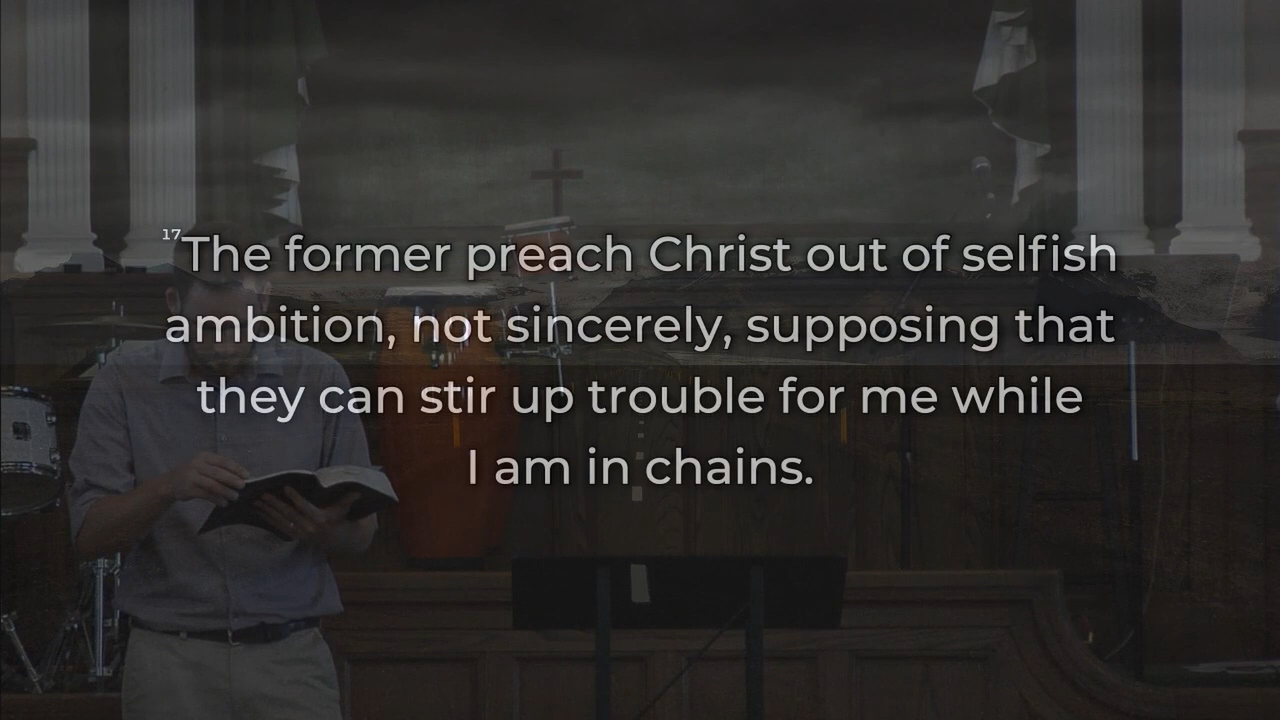 17The former preach Christ out of selfish
ambition, not sincerely, supposing that
they can stir up trouble for me while
I am in chains.